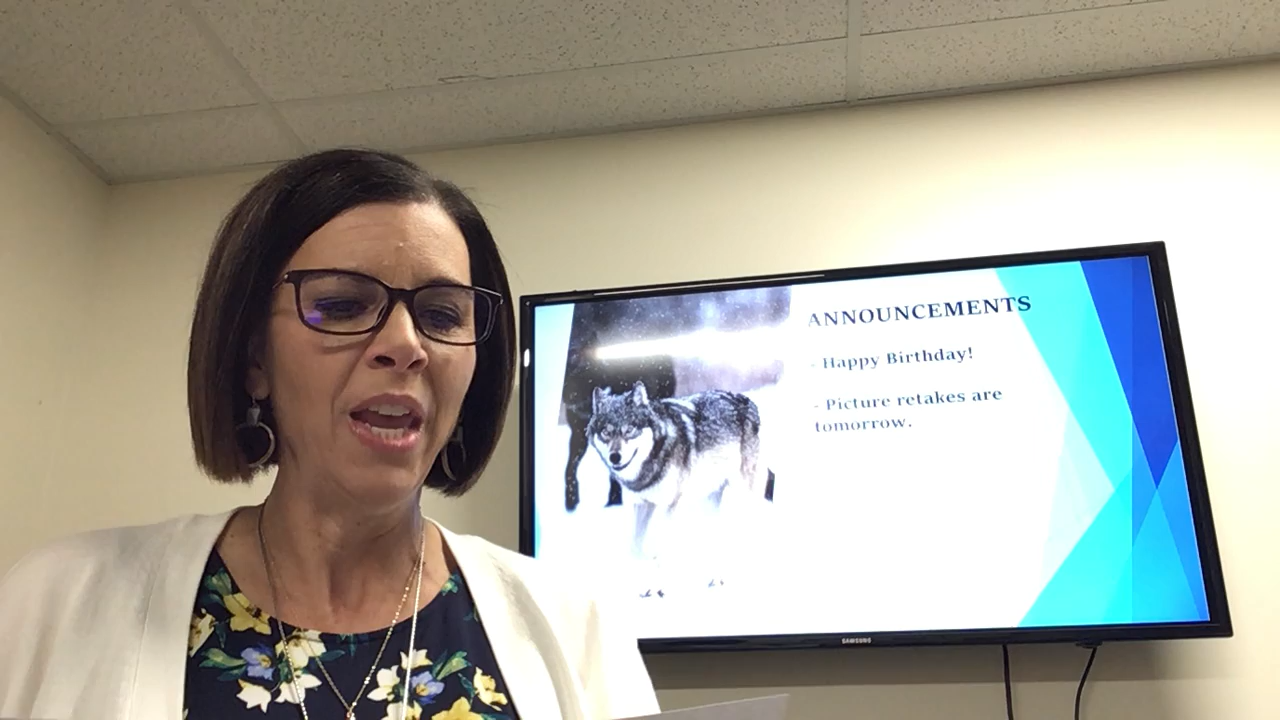 ANNOUNCEMENTS
- Happy Birthday!
- Picture retakes are
tomorrow.
SAMSUNG